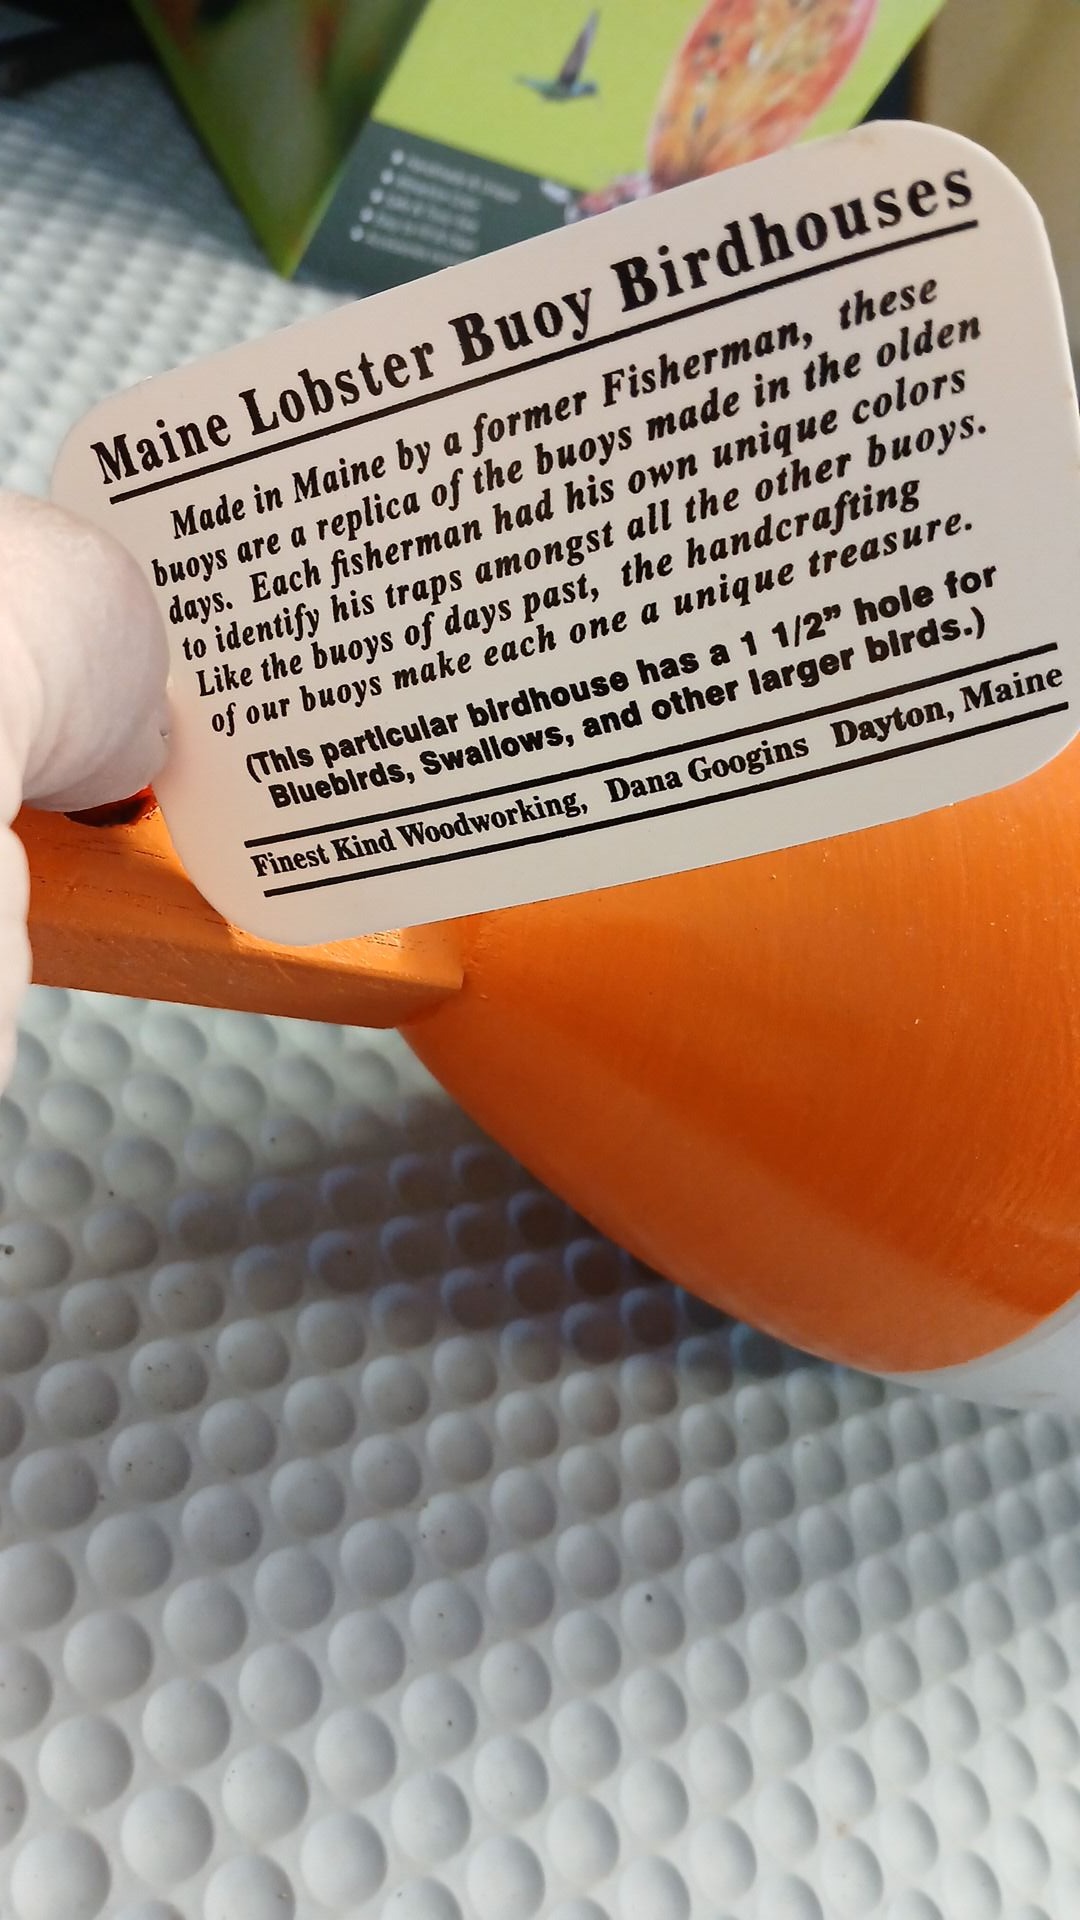 Maine Lobster Buoy Birdhouses
Made in Maine by a former Fisherman, these
buoys are a replica of the buoys made in the olden
days. Each fisherman had his own unique colors
to identify his traps amongst all the other buoys.
Like the buoys of days past, the handcrafting
of our buoys make each one a unique treasure.
(This particular birdhouse has a 1 1/2” hole for
Bluebirds, Swallows, and other larger birds.)
Finest Kind Woodworking, Dana Googins Dayton, Maine